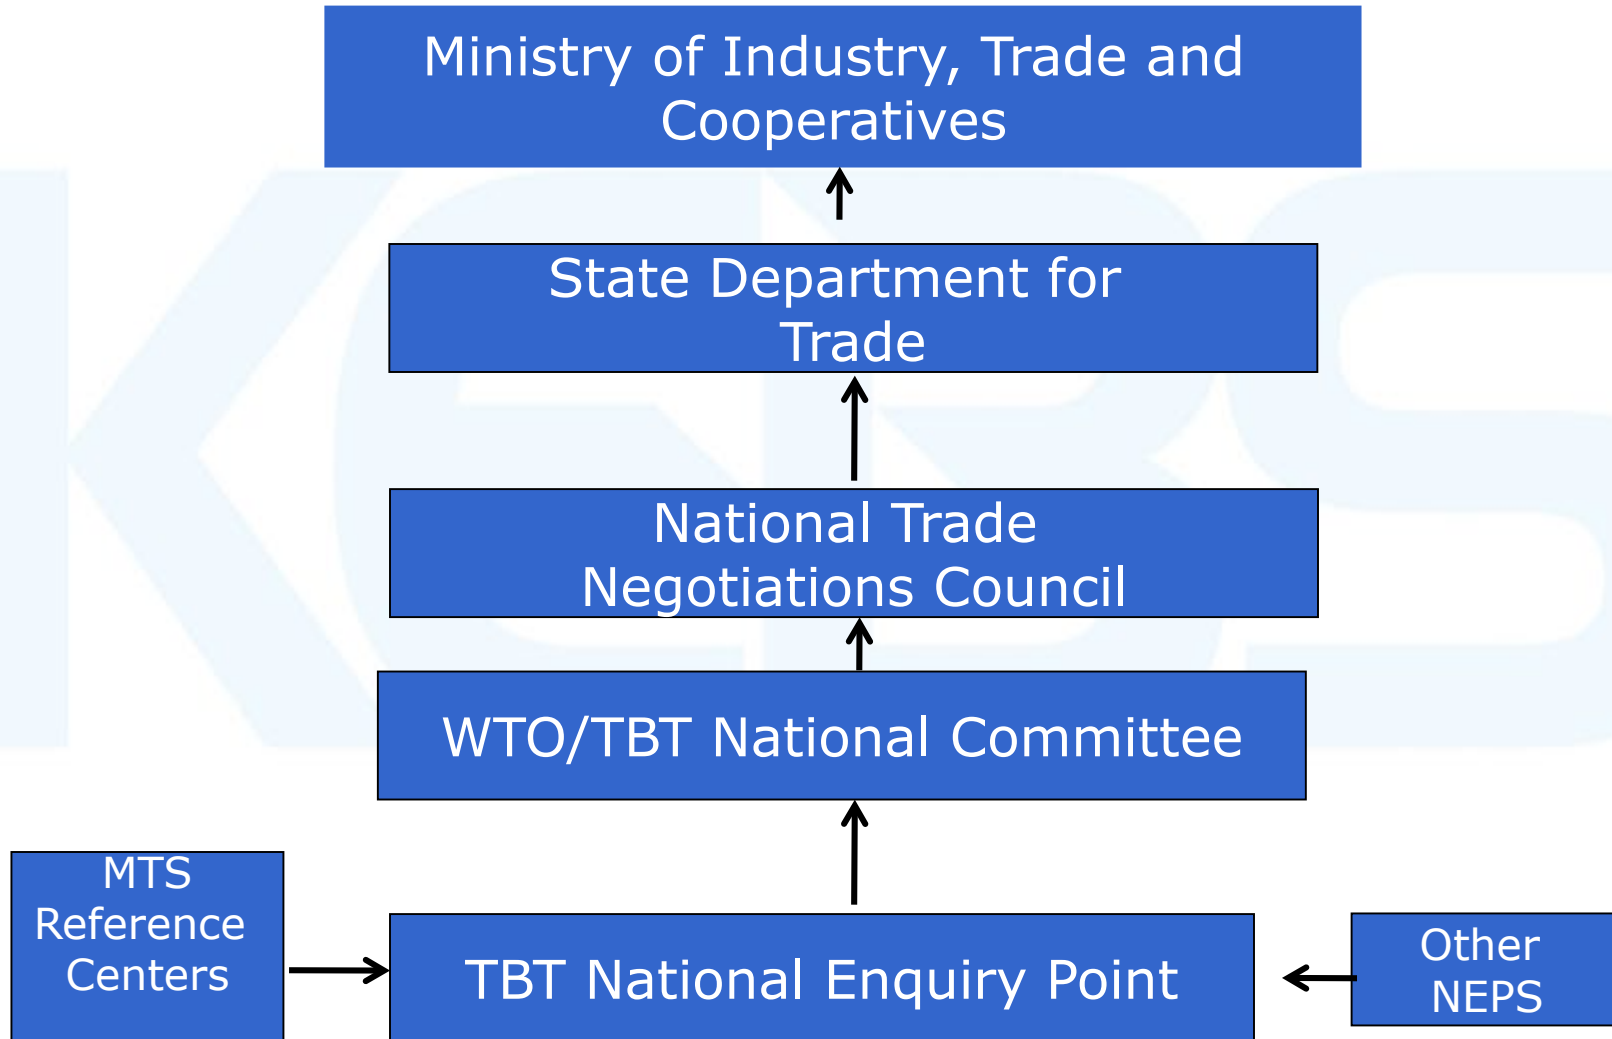 Ministry of Industry, Trade and
Cooperatives
State Department for
Trade
National Trade
Negotiations Council
WTO/TBT National Committee
MTS
Reference
Centers
TBT National Enquiry Point
Other
NEPS
KEBS